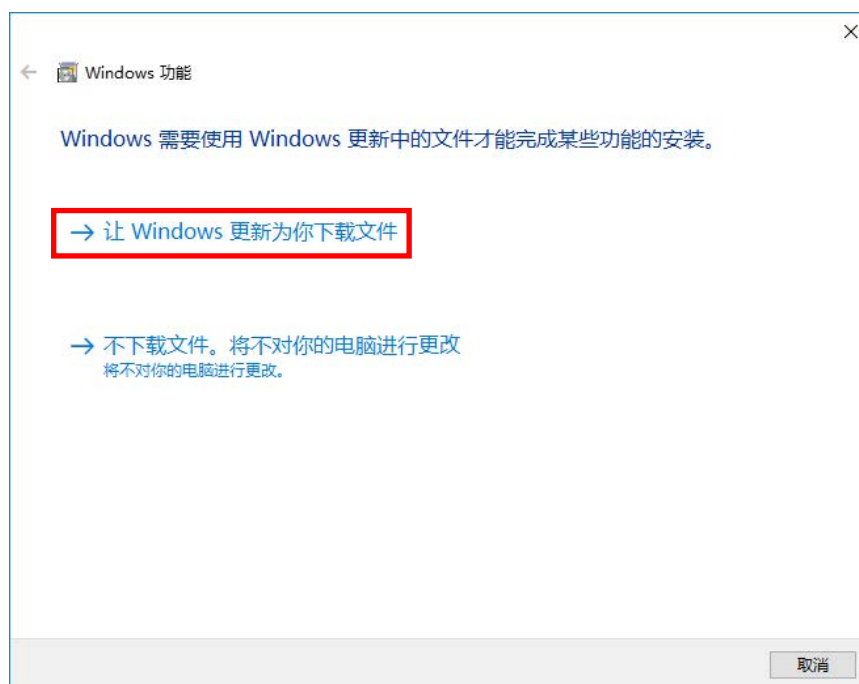 Windows 功能
Windows 需要使用 Windows 更新中的文件才能完成某些功能的安装。
让 Windows 更新为你下载文件
不下载文件。将不对你的电脑进行更改
将不对你的电脑进行更改。
取消